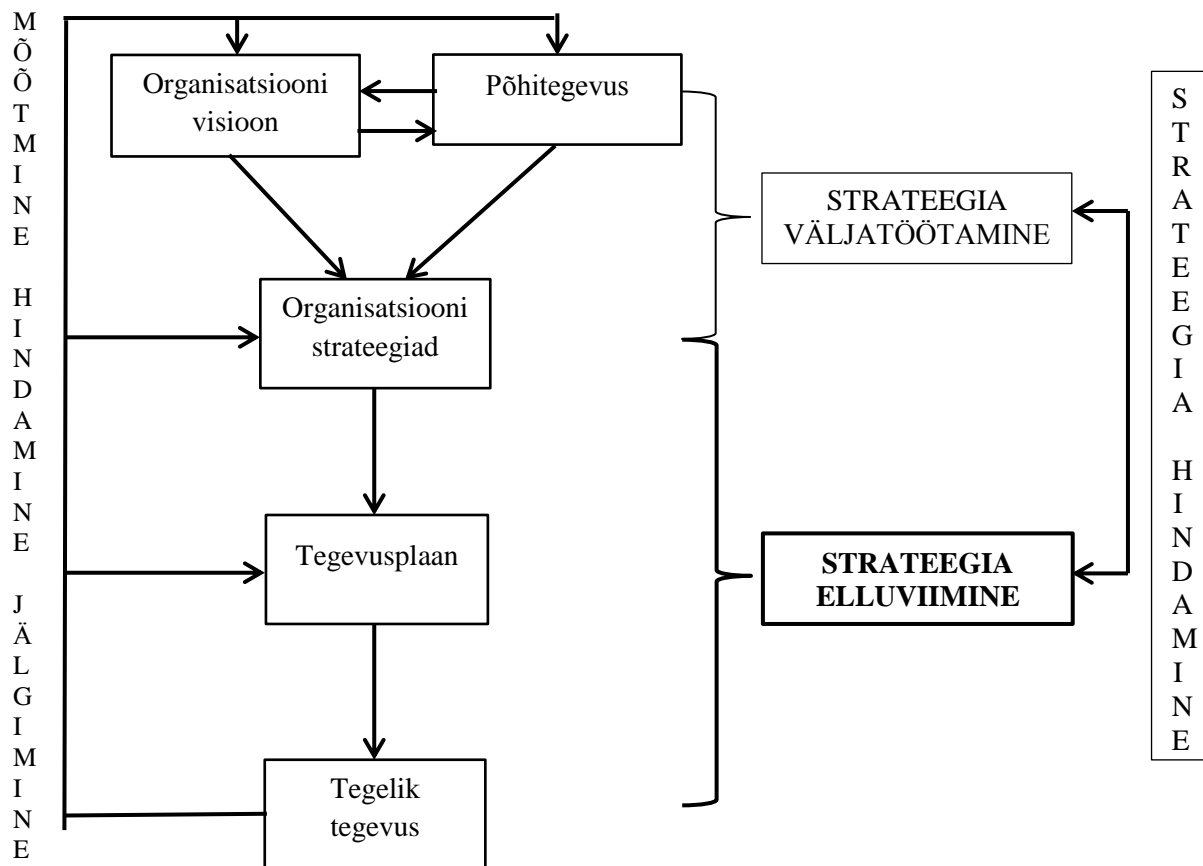 MÕÕTMINE HINDAMINE JÄLGIMINE
Organisatsiooni
visioon
Põhitegevus
STRATEEGIA
VÄLJATÖÖTAMINE
Organisatsiooni
strateegiad
Tegevusplaan
STRATEEGIA
ELLUVIIMINE
Tegelik
tegevus
STRATEEGIA HINDAMINE